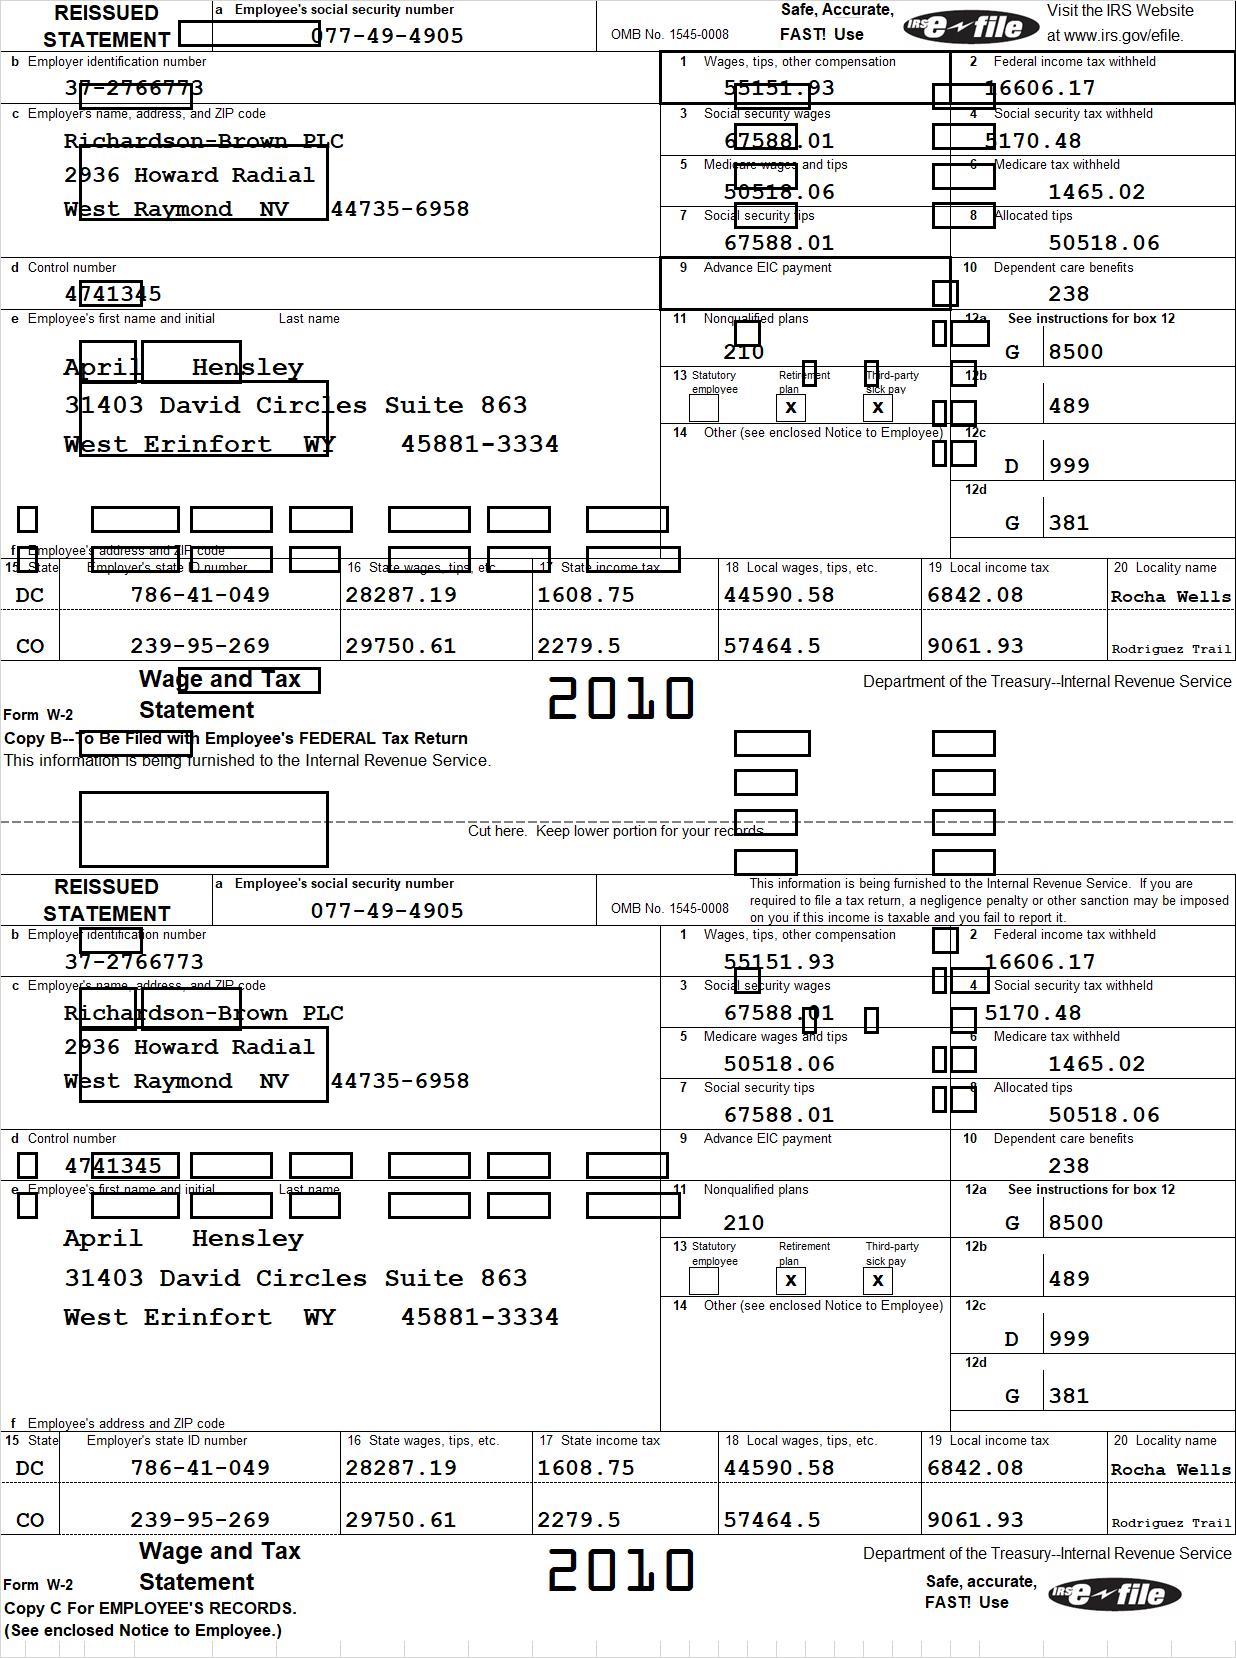 REISSUED STATEMENT
a Employee's social security number
077-49-4905
OMB No. 1545-0008
Safe, Accurate, FAST! Use
IRS e-file
Visit the IRS Website at www.irs.gov/efile.
b Employer identification number
37-2766773
1 Wages, tips, other compensation
55151.93
2 Federal income tax withheld
16606.17
c Employer's name, address, and ZIP code
Richardson-Brown PLC
2936 Howard Radial
West Raymond NV 44735-6958
3 Social security wages
67588.01
4 Social security tax withheld
5170.48
5 Medicare wages and tips
50518.06
6 Medicare tax withheld
1465.02
7 Social security tips
67588.01
8 Allocated tips
50518.06
d Control number
4741345
9 Advance EIC payment
10 Dependent care benefits
238
e Employee's first name and initial Last name
April Hensley
31403 David Circles Suite 863
West Erinfort WY 45881-3334
11 Nonqualified plans
210
12a See instructions for box 12
G 8500
13 Statutory employee Retirement plan Third-party sick pay
X X
12b
489
14 Other (see enclosed Notice to Employee)
12c
D 999
12d
G 381
f Employee's address and ZIP code
15 State Employer's state ID number 16 State wages, tips, etc. 17 State income tax 18 Local wages, tips, etc. 19 Local income tax 20 Locality name
DC 786-41-049 28287.19 1608.75 44590.58 6842.08 Rocha Wells
CO 239-95-269 29750.61 2279.5 57464.5 9061.93 Rodriguez Trail
Form W-2 Wage and Tax Statement
2010
Department of the Treasury--Internal Revenue Service
Copy B--To Be Filed with Employee's FEDERAL Tax Return
This information is being furnished to the Internal Revenue Service.
Cut here. Keep lower portion for your records.
REISSUED STATEMENT
a Employee's social security number
077-49-4905
OMB No. 1545-0008
This information is being furnished to the Internal Revenue Service. If you are
required to file a tax return, a negligence penalty or other sanction may be imposed
on you if this income is taxable and you fail to report it.
b Employer identification number
37-2766773
1 Wages, tips, other compensation
55151.93
2 Federal income tax withheld
16606.17
c Employer's name, address, and ZIP code
Richardson-Brown PLC
2936 Howard Radial
West Raymond NV 44735-6958
3 Social security wages
67588.01
4 Social security tax withheld
5170.48
5 Medicare wages and tips
50518.06
6 Medicare tax withheld
1465.02
7 Social security tips
67588.01
8 Allocated tips
50518.06
d Control number
4741345
9 Advance EIC payment
10 Dependent care benefits
238
e Employee's first name and initial Last name
April Hensley
31403 David Circles Suite 863
West Erinfort WY 45881-3334
11 Nonqualified plans
210
12a See instructions for box 12
G 8500
13 Statutory employee Retirement plan Third-party sick pay
X X
12b
489
14 Other (see enclosed Notice to Employee)
12c
D 999
12d
G 381
f Employee's address and ZIP code
15 State Employer's state ID number 16 State wages, tips, etc. 17 State income tax 18 Local wages, tips, etc. 19 Local income tax 20 Locality name
DC 786-41-049 28287.19 1608.75 44590.58 6842.08 Rocha Wells
CO 239-95-269 29750.61 2279.5 57464.5 9061.93 Rodriguez Trail
Form W-2 Wage and Tax Statement
2010
Department of the Treasury--Internal Revenue Service
Safe, accurate, FAST! Use
IRS e-file
Copy C For EMPLOYEE'S RECORDS.
(See enclosed Notice to Employee.)